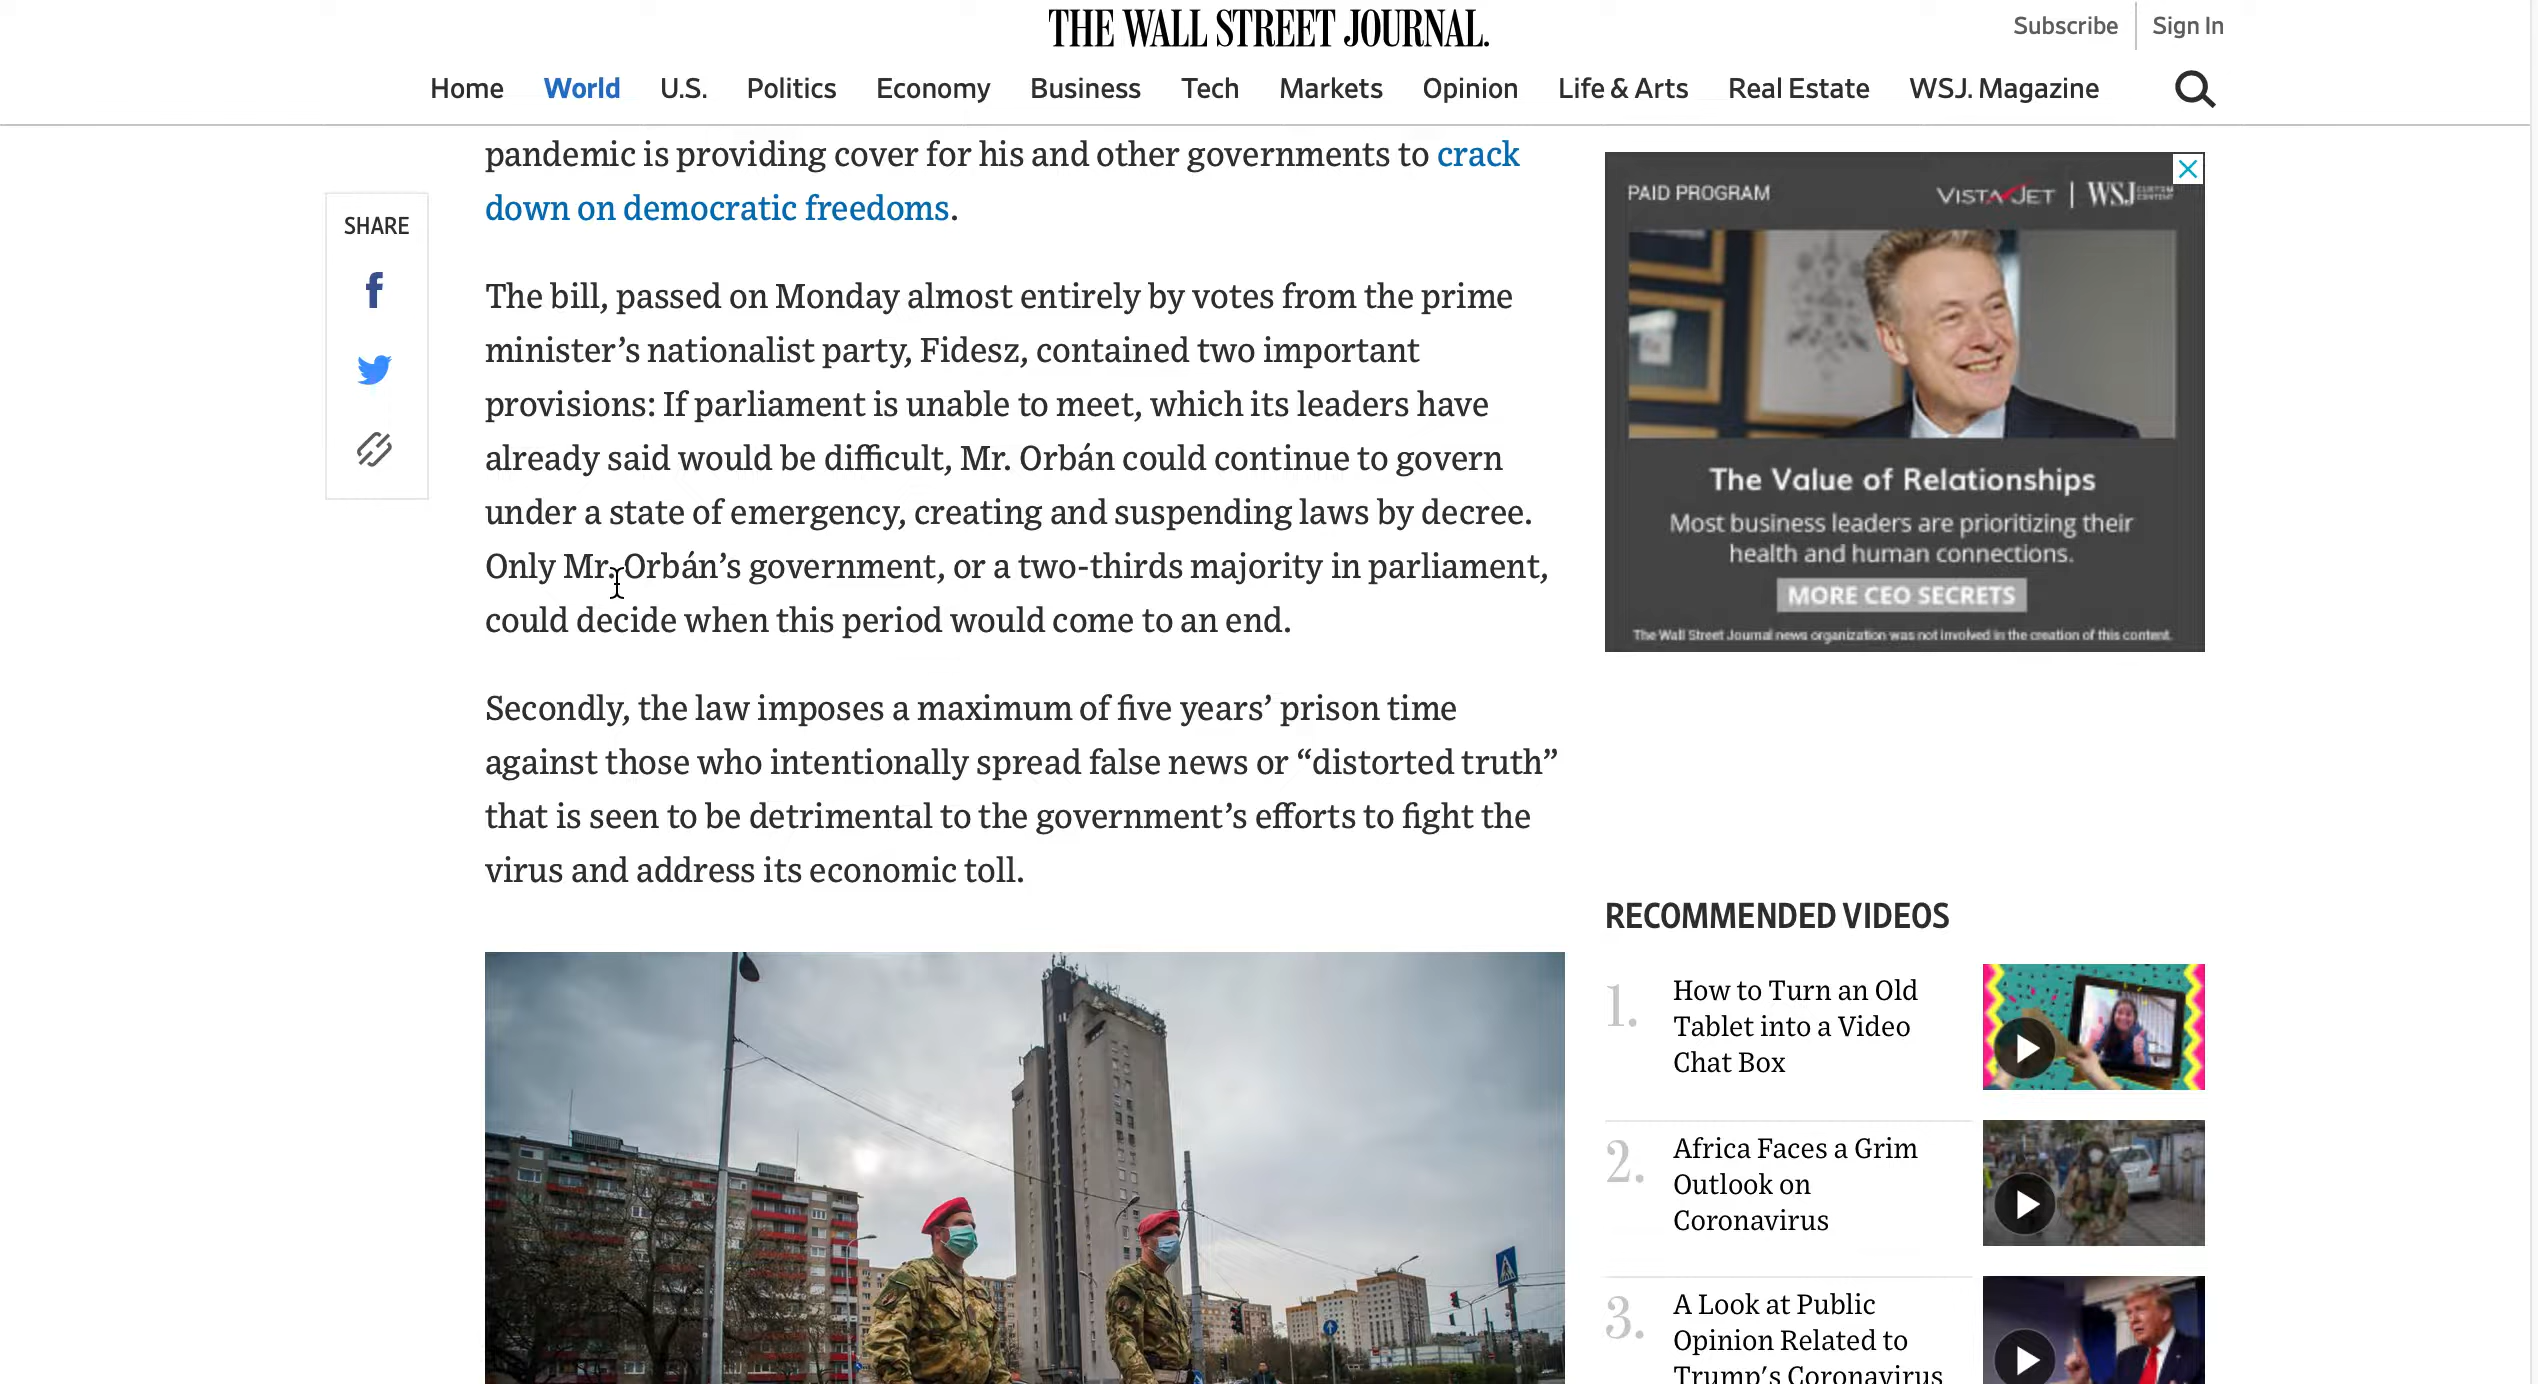 THE WALL STREET JOURNAL.
Subscribe
Sign In
Home World U.S. Politics Economy Business Tech Markets Opinion Life & Arts Real Estate WSJ. Magazine
SHARE
pandemic is providing cover for his and other governments to crack
down on democratic freedoms.
The bill, passed on Monday almost entirely by votes from the prime
minister’s nationalist party, Fidesz, contained two important
provisions: If parliament is unable to meet, which its leaders have
already said would be difficult, Mr. Orbán could continue to govern
under a state of emergency, creating and suspending laws by decree.
Only Mr. Orbán’s government, or a two-thirds majority in parliament,
could decide when this period would come to an end.
Secondly, the law imposes a maximum of five years’ prison time
against those who intentionally spread false news or “distorted truth”
that is seen to be detrimental to the government’s efforts to fight the
virus and address its economic toll.
PAID PROGRAM
VISTAJET | WSJ CUSTOM CONTENT
The Value of Relationships
Most business leaders are prioritizing their
health and human connections.
MORE CEO SECRETS
The Wall Street Journal news organization was not involved in the creation of this content.
RECOMMENDED VIDEOS
1. How to Turn an Old
Tablet into a Video
Chat Box
2. Africa Faces a Grim
Outlook on
Coronavirus
3. A Look at Public
Opinion Related to
Trump’s Coronavirus